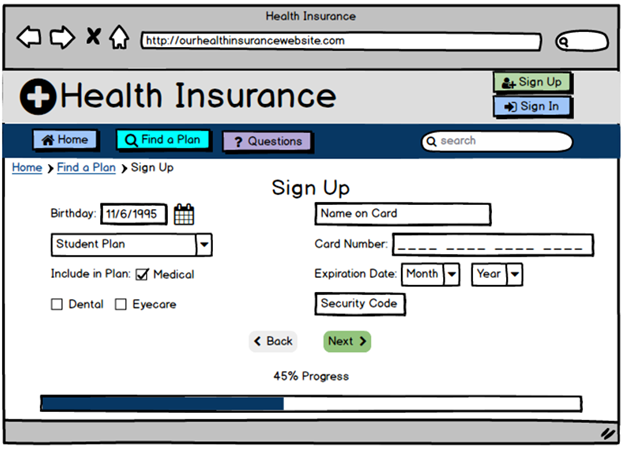 Health Insurance
http://ourhealthinsurancewebsite.com
Health Insurance
Sign Up
Sign In
Home
Find a Plan
? Questions
search
Home > Find a Plan > Sign Up
Sign Up
Birthday: 11/6/1995
Name on Card
Student Plan
Card Number: ____ ____ ____ ____
Include in Plan: Medical
Expiration Date: Month Year
Dental Eyecare
Security Code
< Back Next >
45% Progress